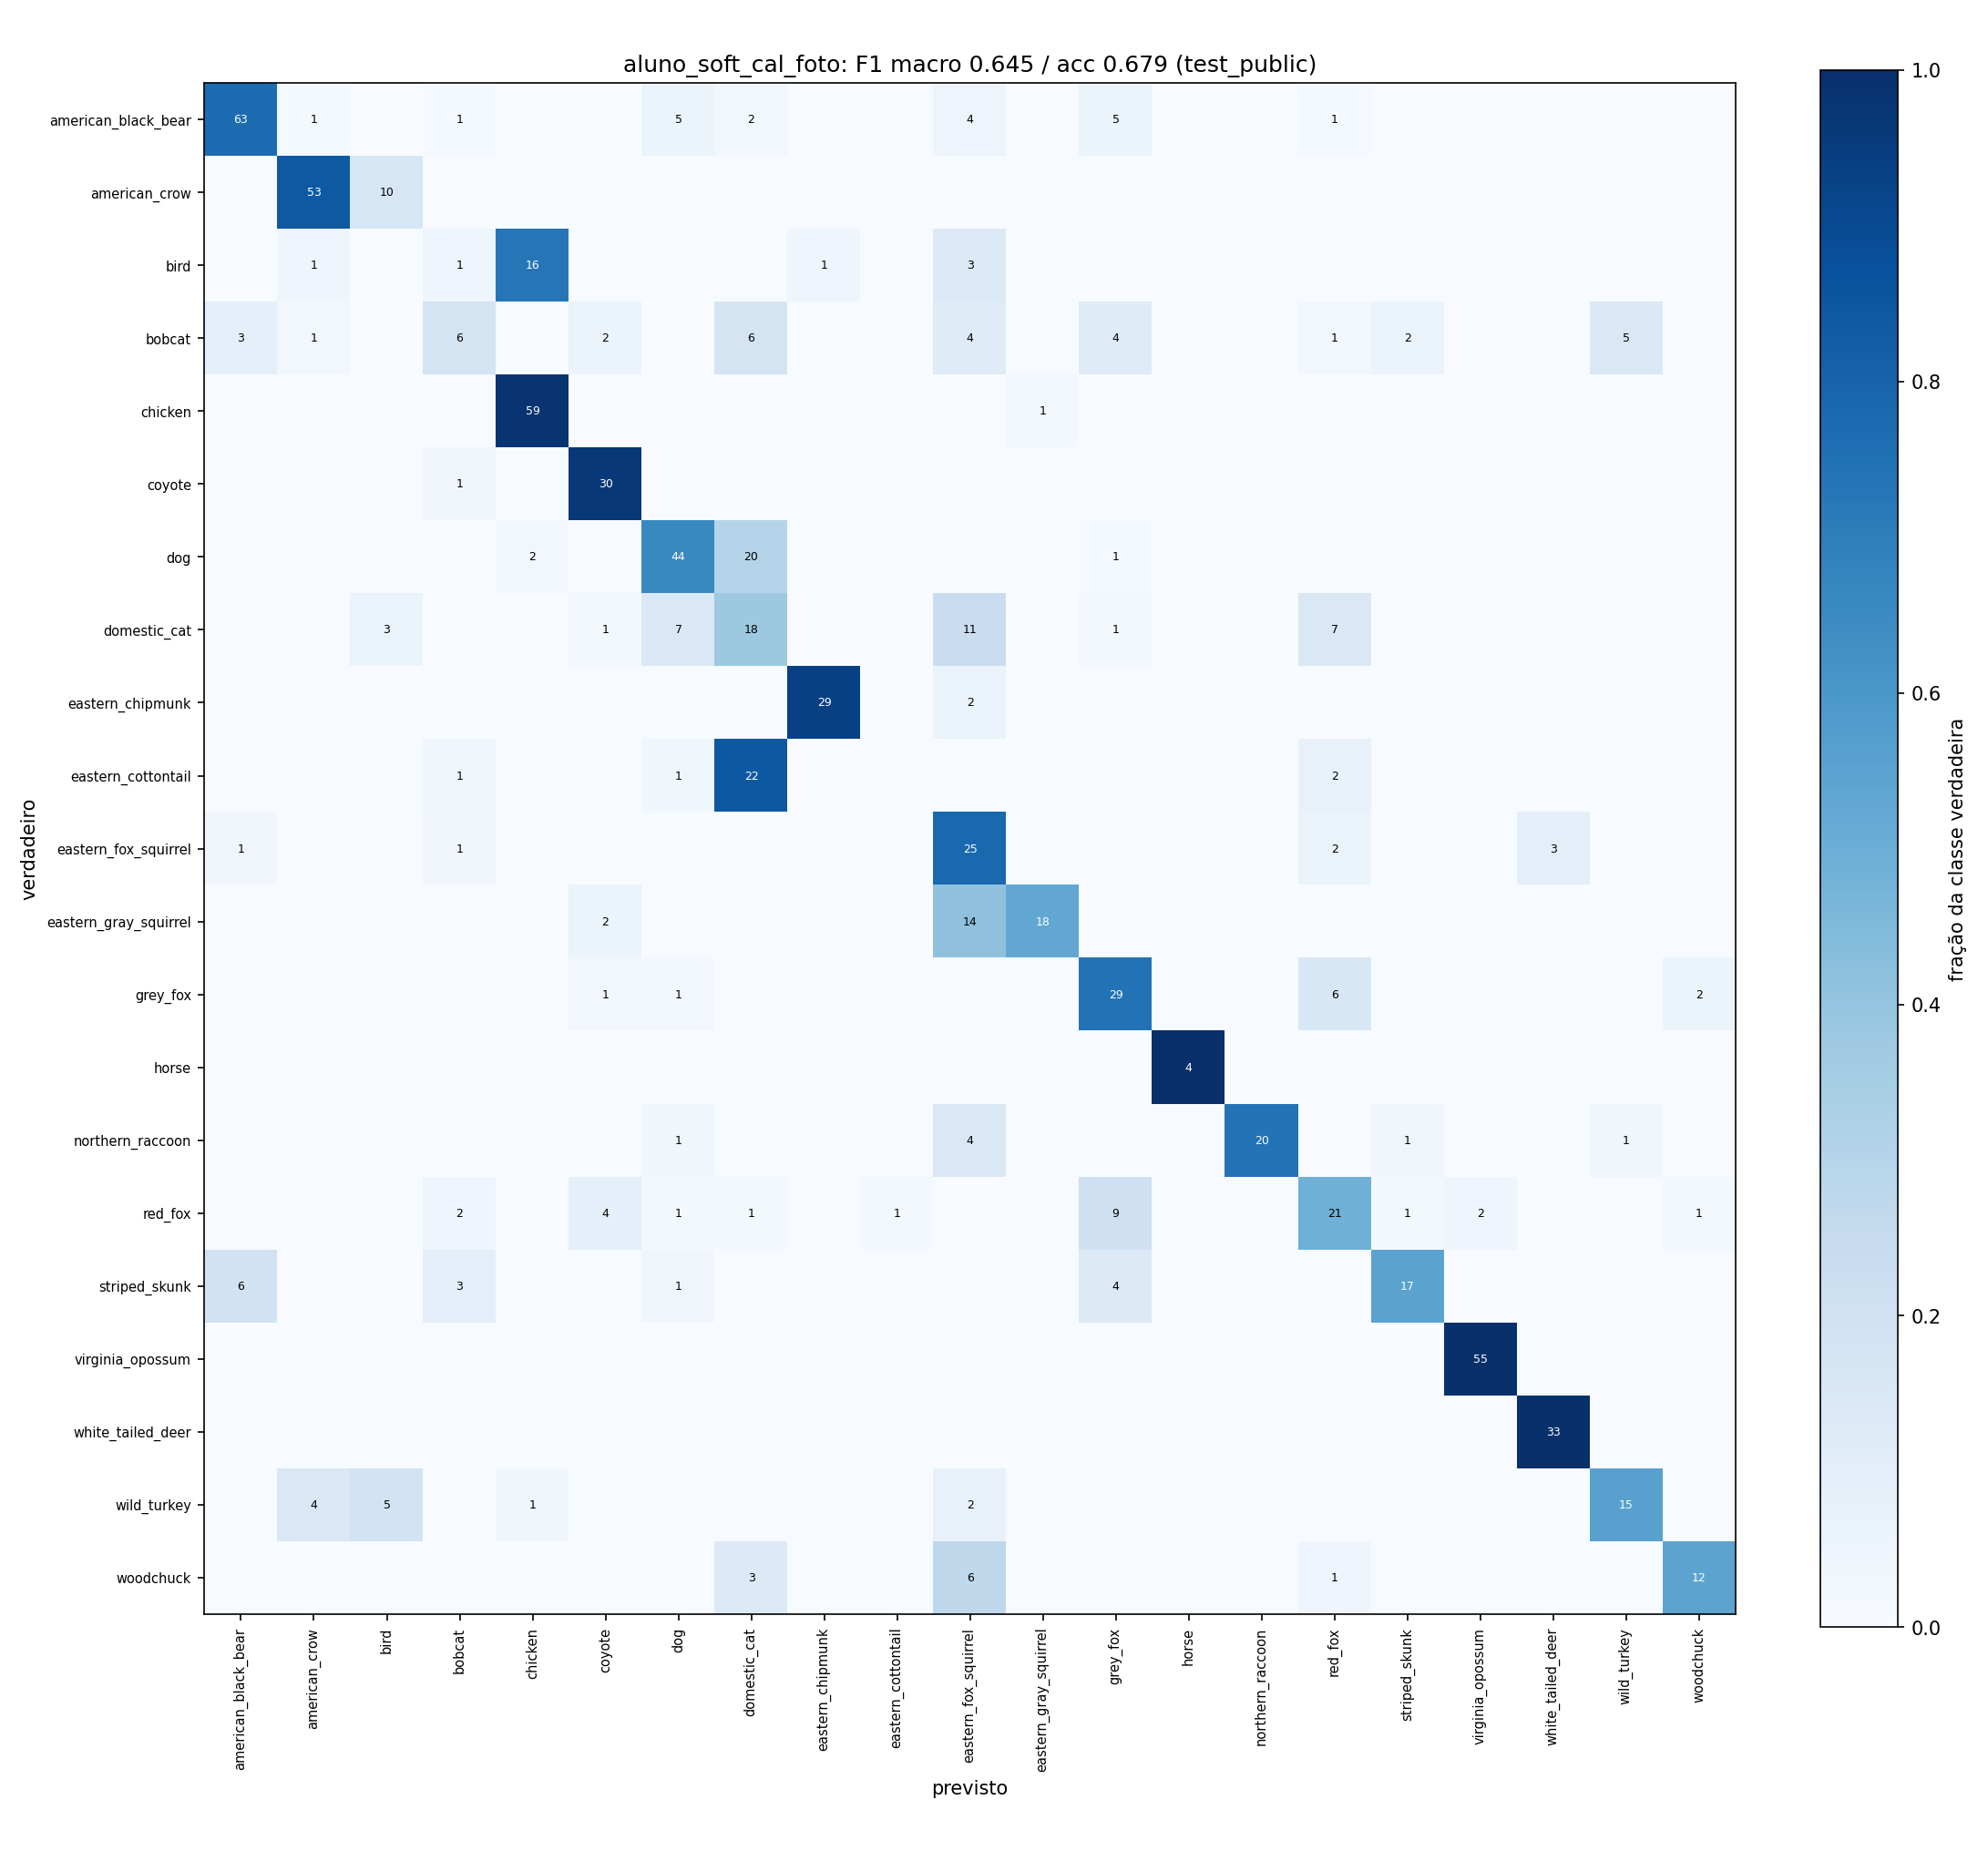 aluno_soft_cal_foto: F1 macro 0.645 / acc 0.679 (test_public)
verdadeiro
american_black_bear 63 1 1 5 2 4 5 1
american_crow 53 10
bird 1 1 16 1 3
bobcat 3 1 6 2 6 4 4 1 2 5
chicken 59 1
coyote 1 30
dog 2 44 20 1
domestic_cat 3 1 7 18 11 1 7
eastern_chipmunk 29 2
eastern_cottontail 1 1 22 2
eastern_fox_squirrel 1 1 25 2 3
eastern_gray_squirrel 2 14 18
grey_fox 1 1 29 6 2
horse 4
northern_raccoon 1 4 20 1 1
red_fox 2 4 1 1 1 9 21 1 2 1
striped_skunk 6 3 1 4 17
virginia_opossum 55
white_tailed_deer 33
wild_turkey 4 5 1 2 15
woodchuck 3 6 1 12
american_black_bear
american_crow
bird
bobcat
chicken
coyote
dog
domestic_cat
eastern_chipmunk
eastern_cottontail
eastern_fox_squirrel
eastern_gray_squirrel
grey_fox
horse
northern_raccoon
red_fox
striped_skunk
virginia_opossum
white_tailed_deer
wild_turkey
woodchuck
previsto
1.0
0.8
0.6
0.4
0.2
0.0
fração da classe verdadeira